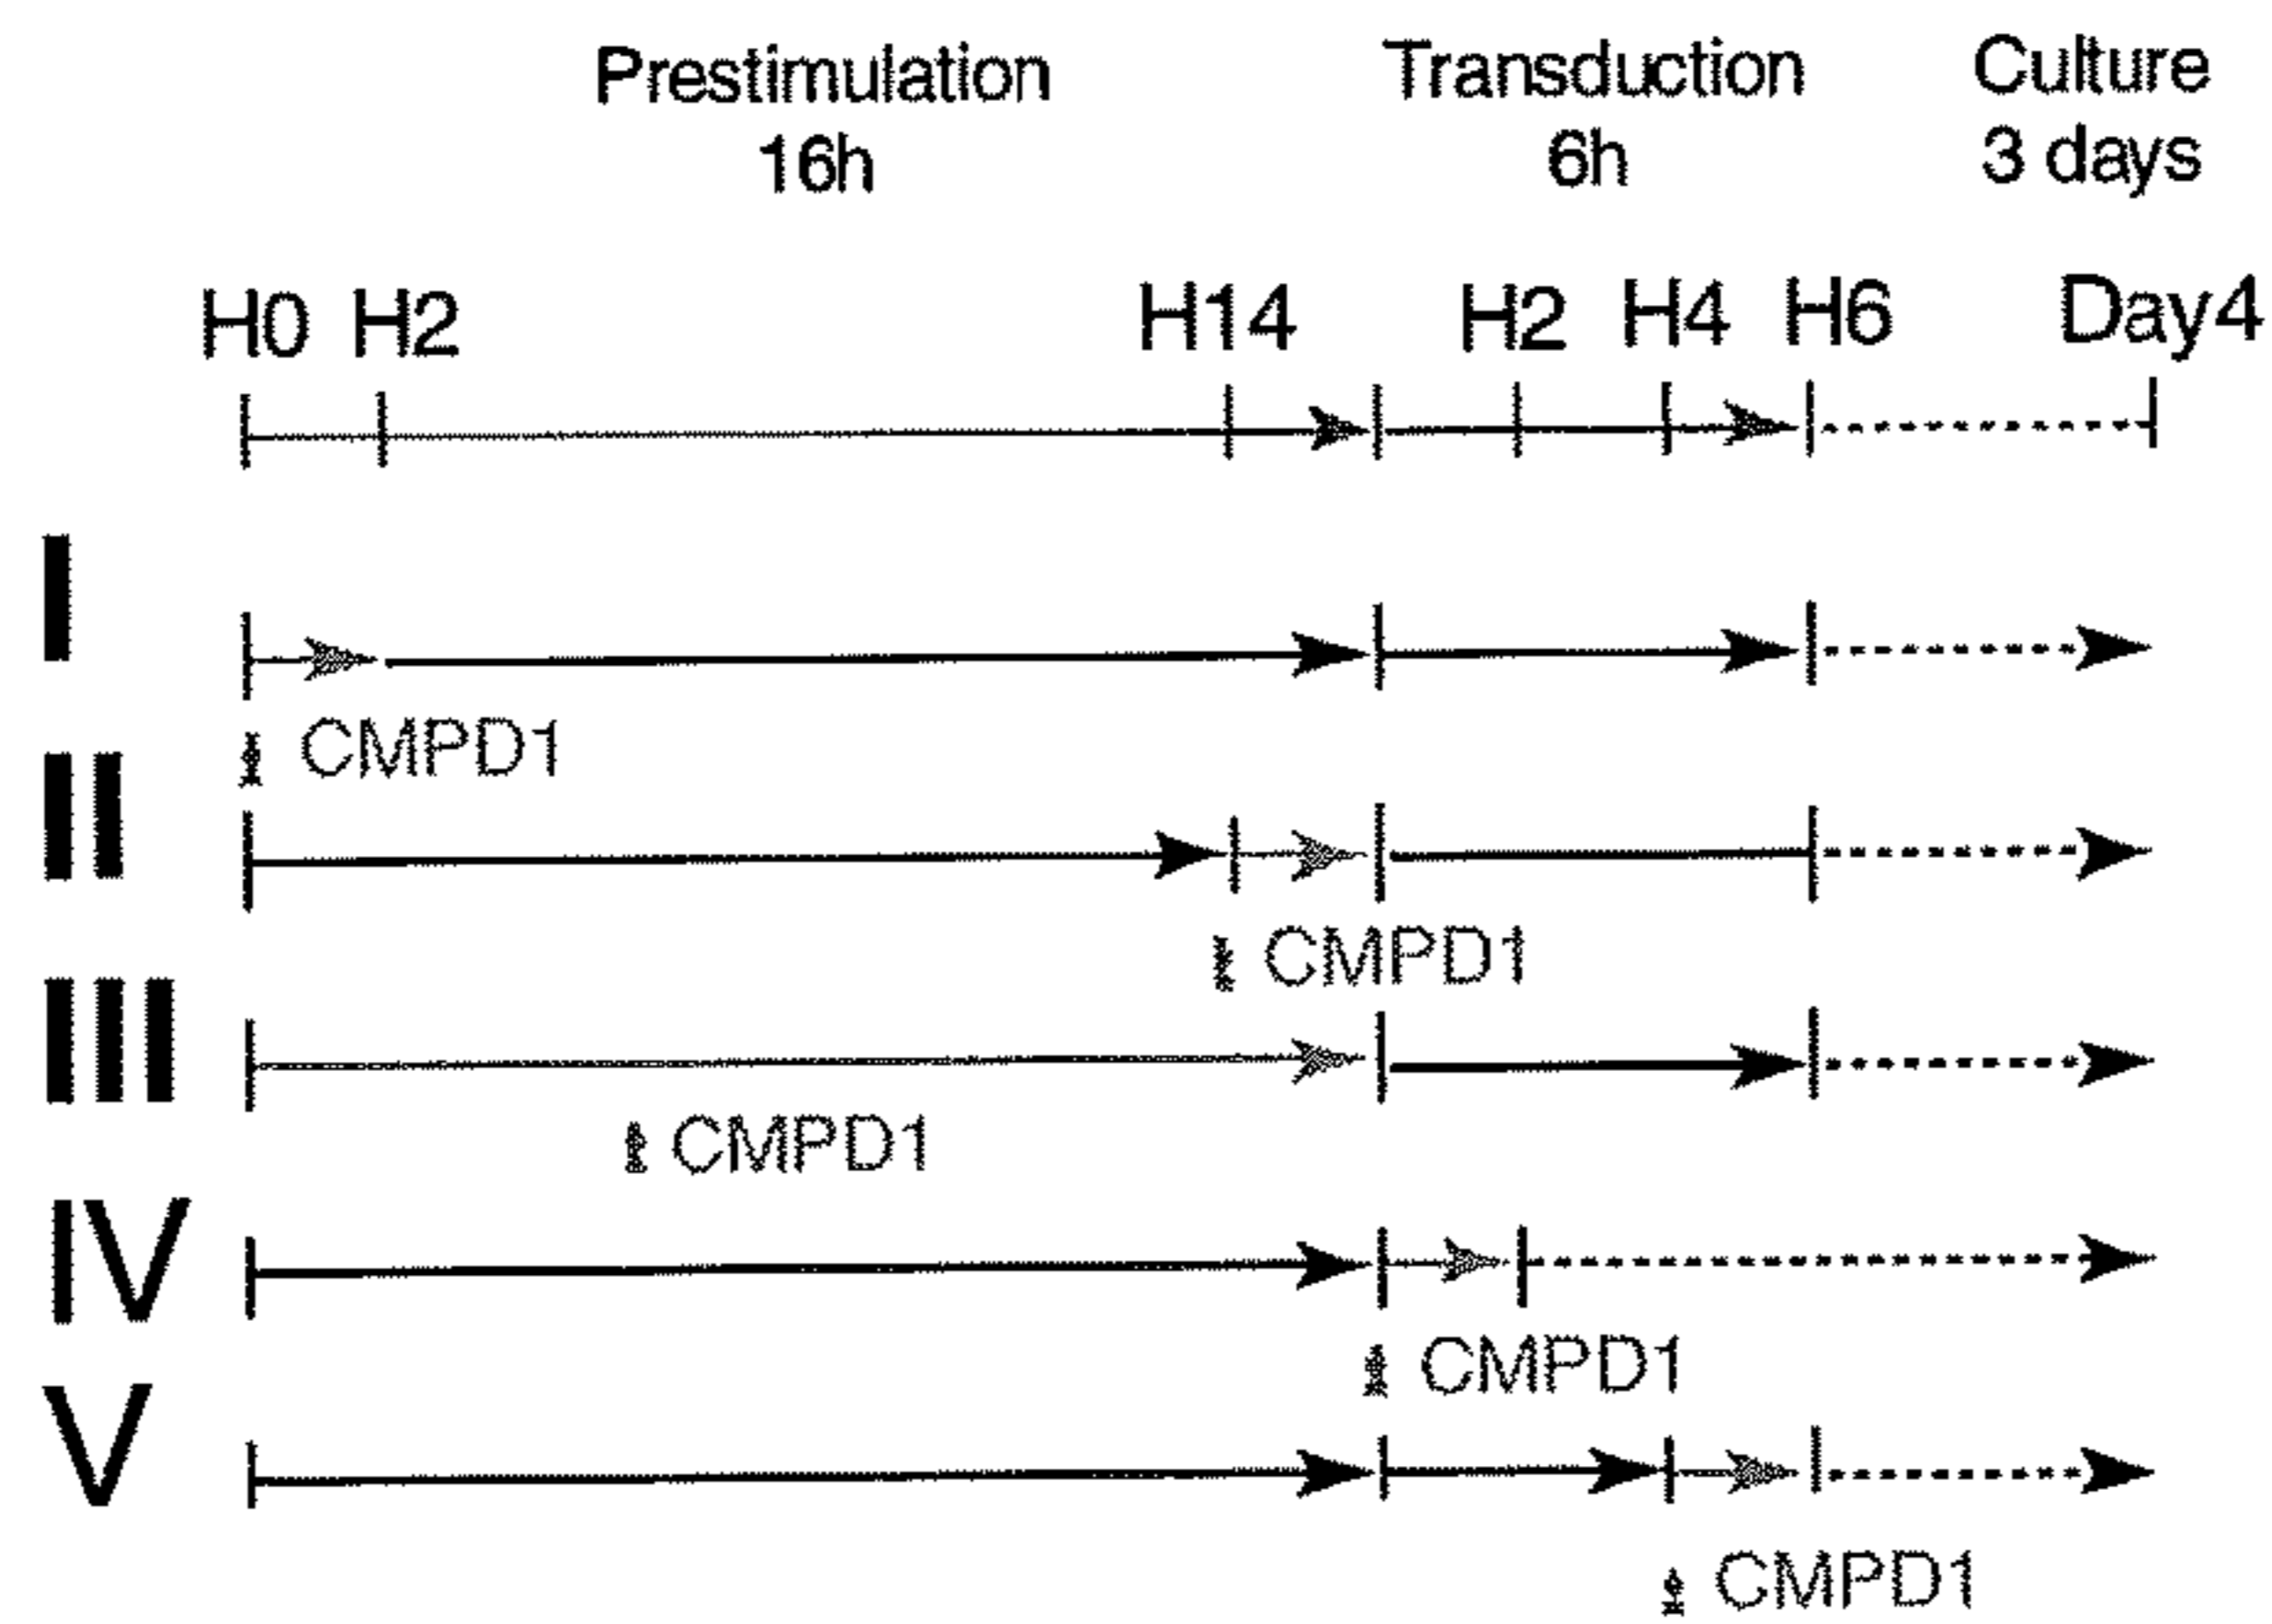 Prestimulation Transduction Culture
16h 6h 3 days
H0 H2 H14 H2 H4 H6 Day4
I
CMPD1
II
CMPD1
III
CMPD1
IV
CMPD1
V
CMPD1